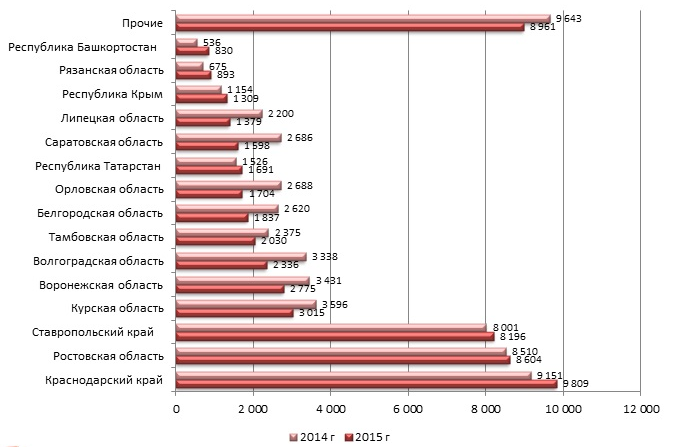 Прочие
9 643
8 961
Республика Башкортостан
536
830
Рязанская область
675
893
Республика Крым
1 154
1 309
Липецкая область
2 200
1 379
Саратовская область
2 686
1 598
Республика Татарстан
1 526
1 691
Орловская область
2 688
1 704
Белгородская область
2 620
1 837
Тамбовская область
2 375
2 030
Волгоградская область
3 338
2 336
Воронежская область
3 431
2 775
Курская область
3 596
3 015
Ставропольский край
8 001
8 196
Ростовская область
8 510
8 604
Краснодарский край
9 151
9 809
0 2 000 4 000 6 000 8 000 10 000 12 000
2014 г 2015 г